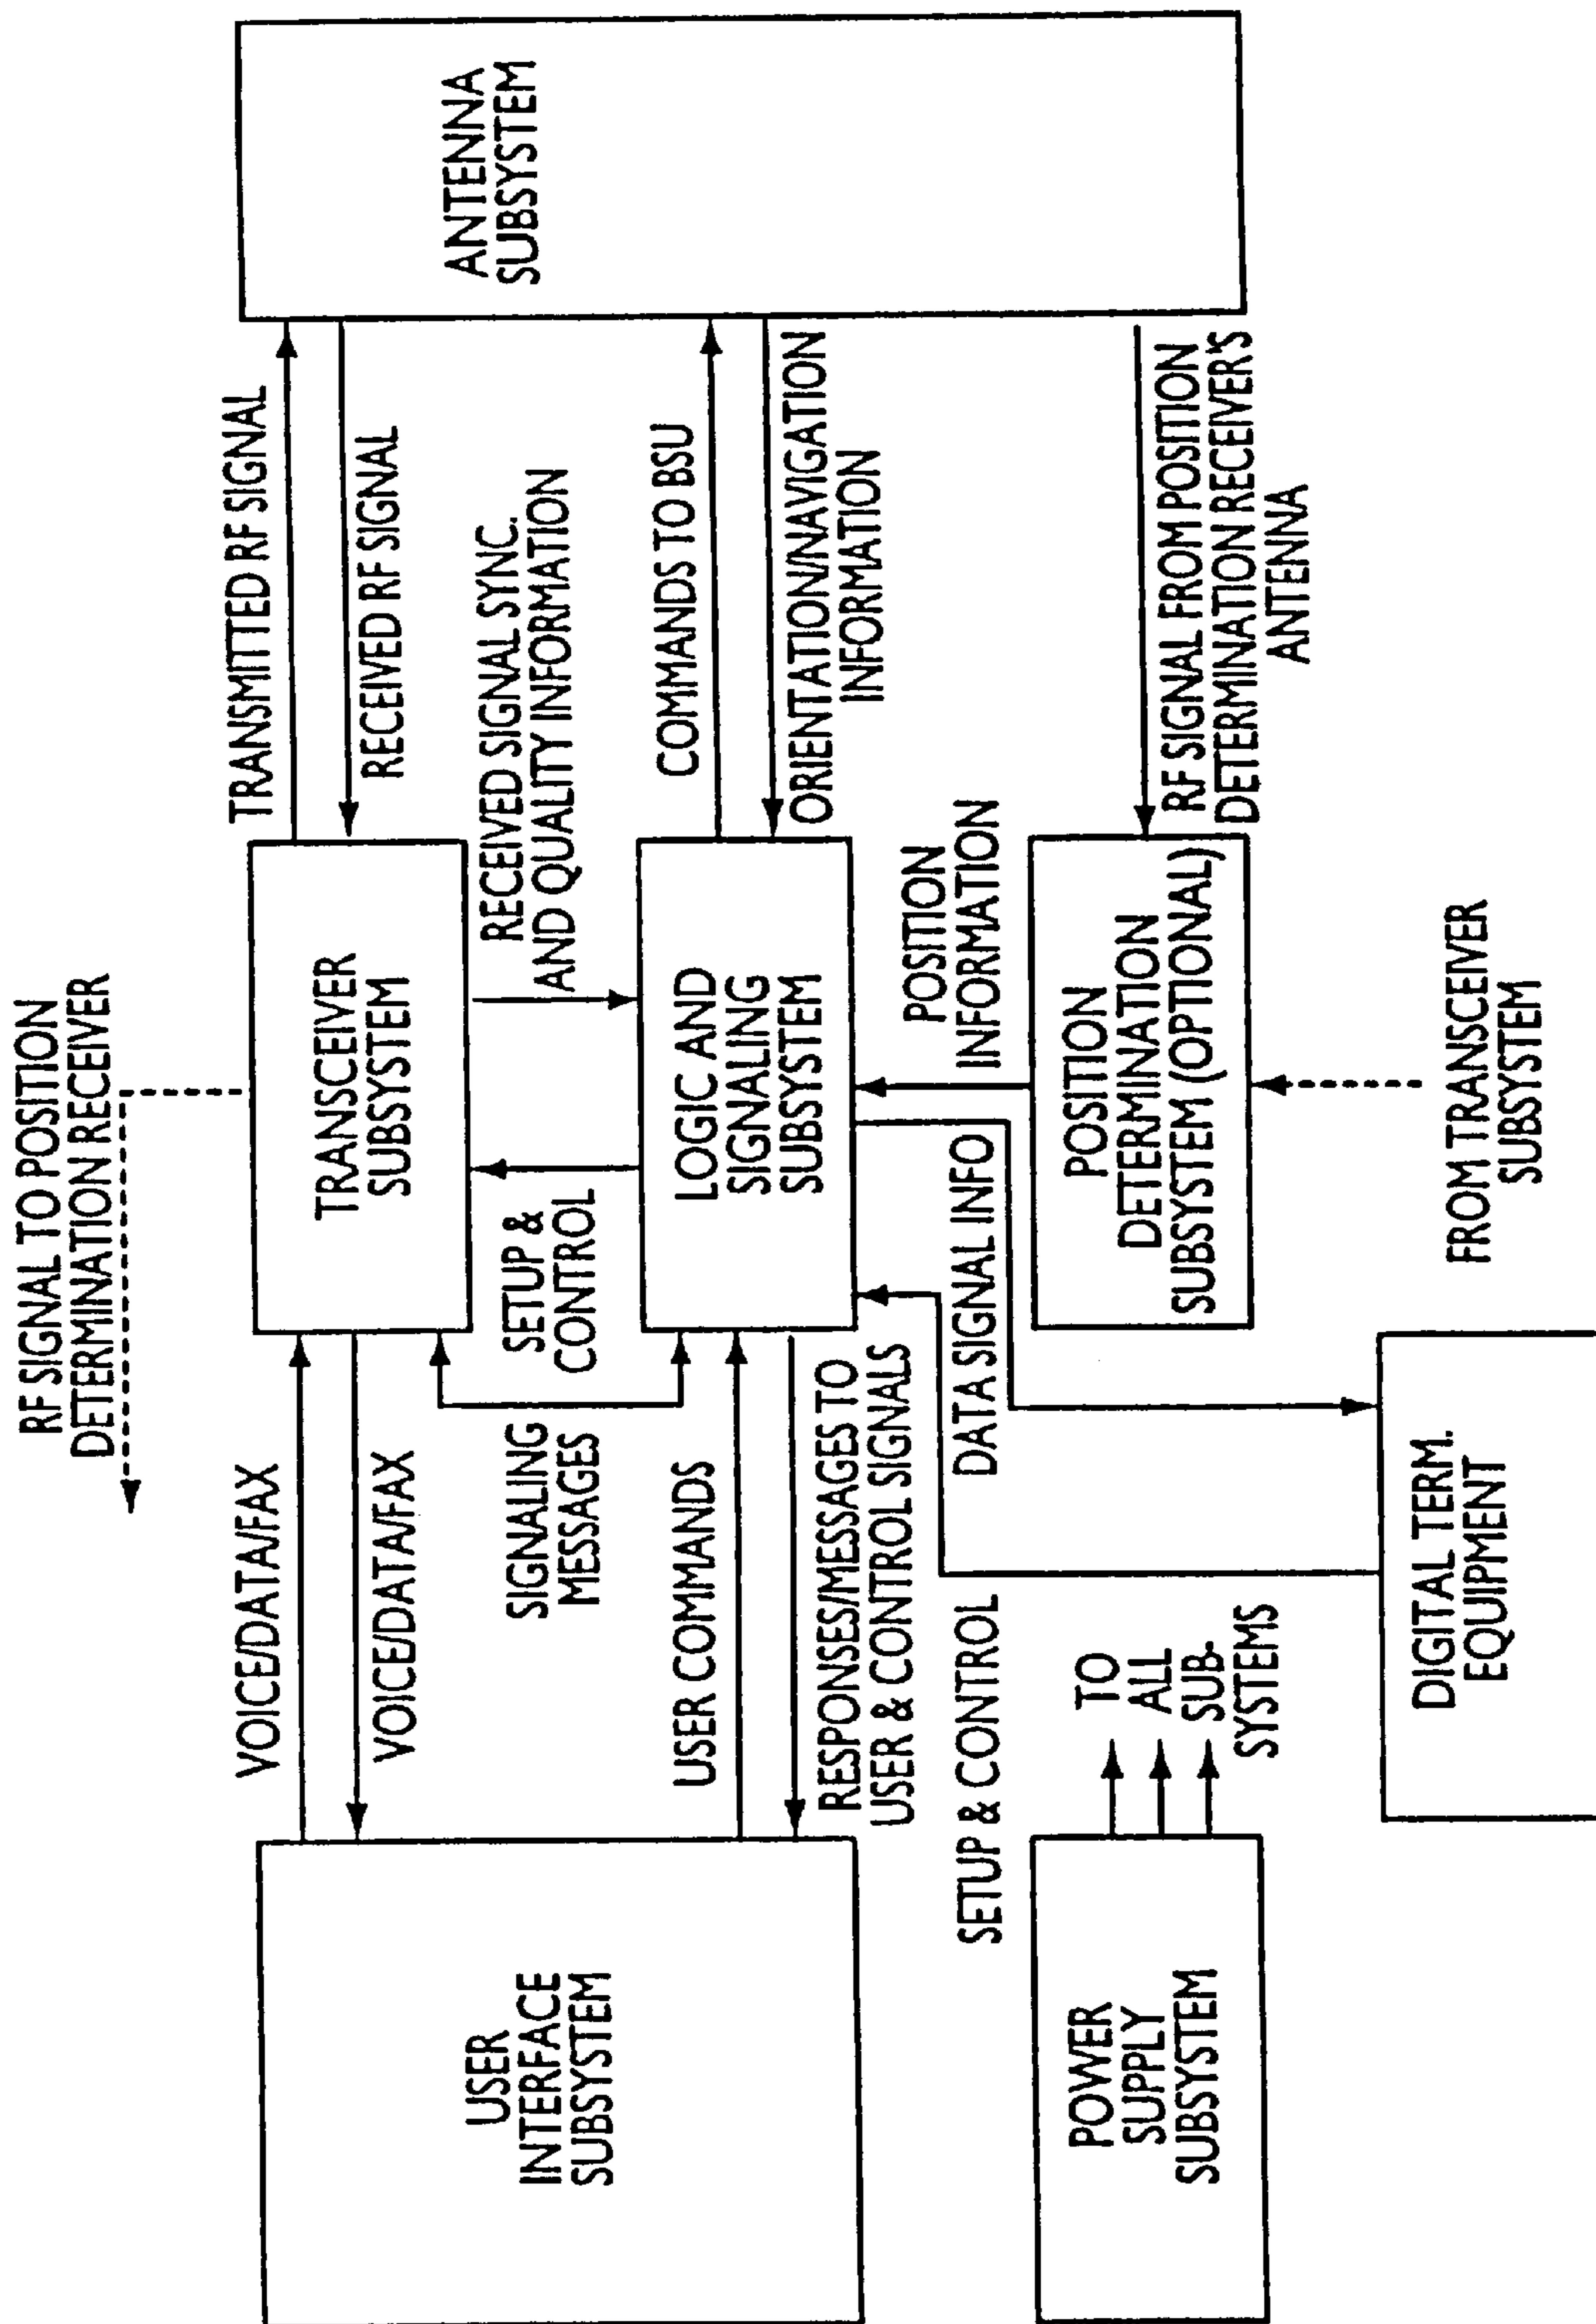 RF SIGNAL TO POSITION
DETERMINATION RECEIVER
VOICE/DATA/FAX
VOICE/DATA/FAX
TRANSCEIVER
SUBSYSTEM
TRANSMITTED RF SIGNAL
RECEIVED RF SIGNAL
ANTENNA
SUBSYSTEM
USER
INTERFACE
SUBSYSTEM
SIGNALING
MESSAGES
SETUP &
CONTROL
RECEIVED SIGNAL SYNC.
AND QUALITY INFORMATION
USER COMMANDS
RESPONSES/MESSAGES TO
USER & CONTROL SIGNALS
LOGIC AND
SIGNALING
SUBSYSTEM
COMMANDS TO BSU
ORIENTATION/NAVIGATION
INFORMATION
SETUP & CONTROL
DATA SIGNAL INFO
POSITION
INFORMATION
POWER
SUPPLY
SUBSYSTEM
TO
ALL
SUB-
SYSTEMS
POSITION
DETERMINATION
SUBSYSTEM (OPTIONAL)
RF SIGNAL FROM POSITION
DETERMINATION RECEIVER'S
ANTENNA
DIGITAL TERM.
EQUIPMENT
FROM TRANSCEIVER
SUBSYSTEM